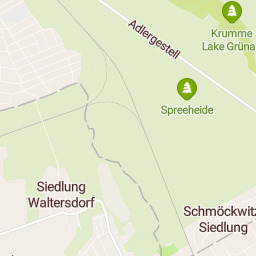 Krumme
Lake Grüna
Adlergestell
Spreeheide
Siedlung
Waltersdorf
Schmöckwitz
Siedlung